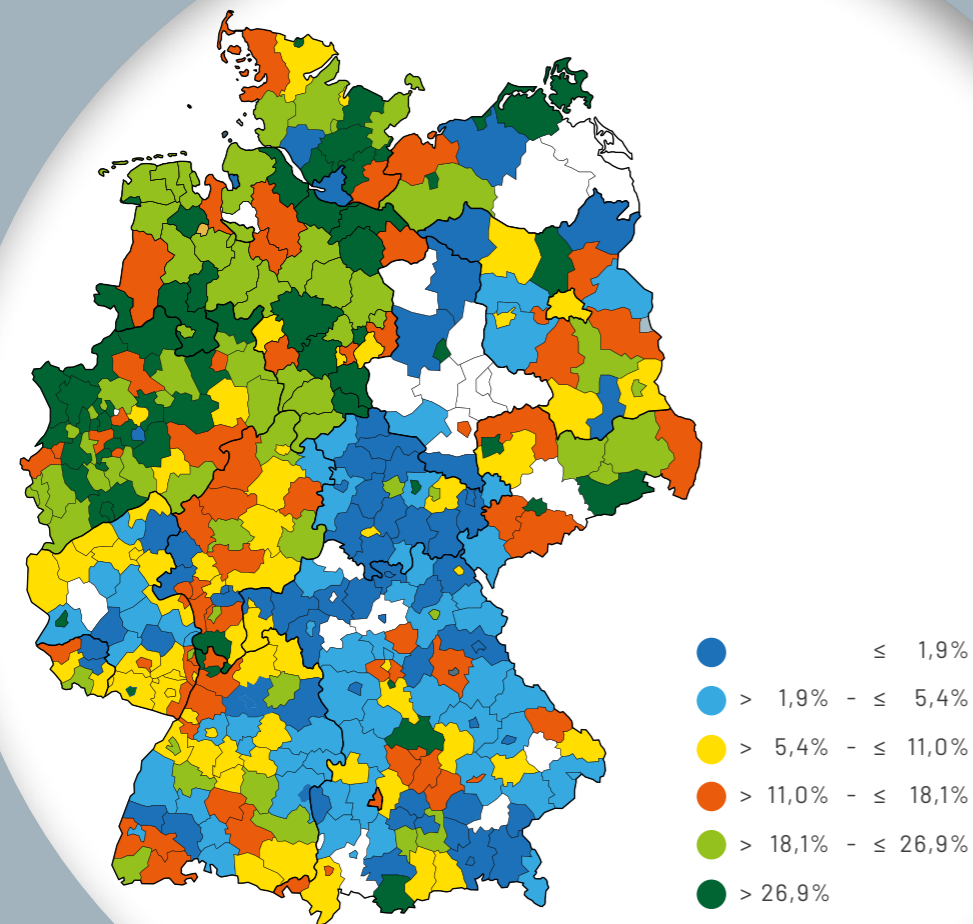 ≤ 1,9%
> 1,9% - ≤ 5,4%
> 5,4% - ≤ 11,0%
> 11,0% - ≤ 18,1%
> 18,1% - ≤ 26,9%
> 26,9%